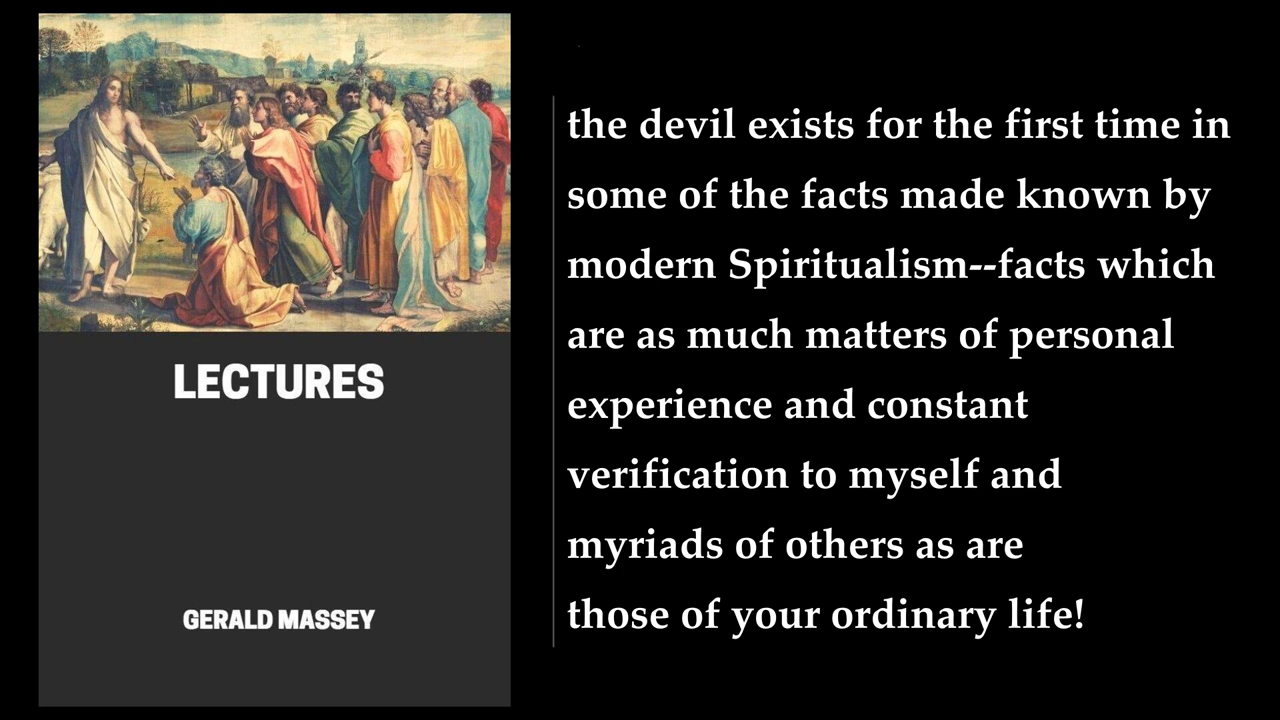 LECTURES
GERALD MASSEY
the devil exists for the first time in
some of the facts made known by
modern Spiritualism--facts which
are as much matters of personal
experience and constant
verification to myself and
myriads of others as are
those of your ordinary life!